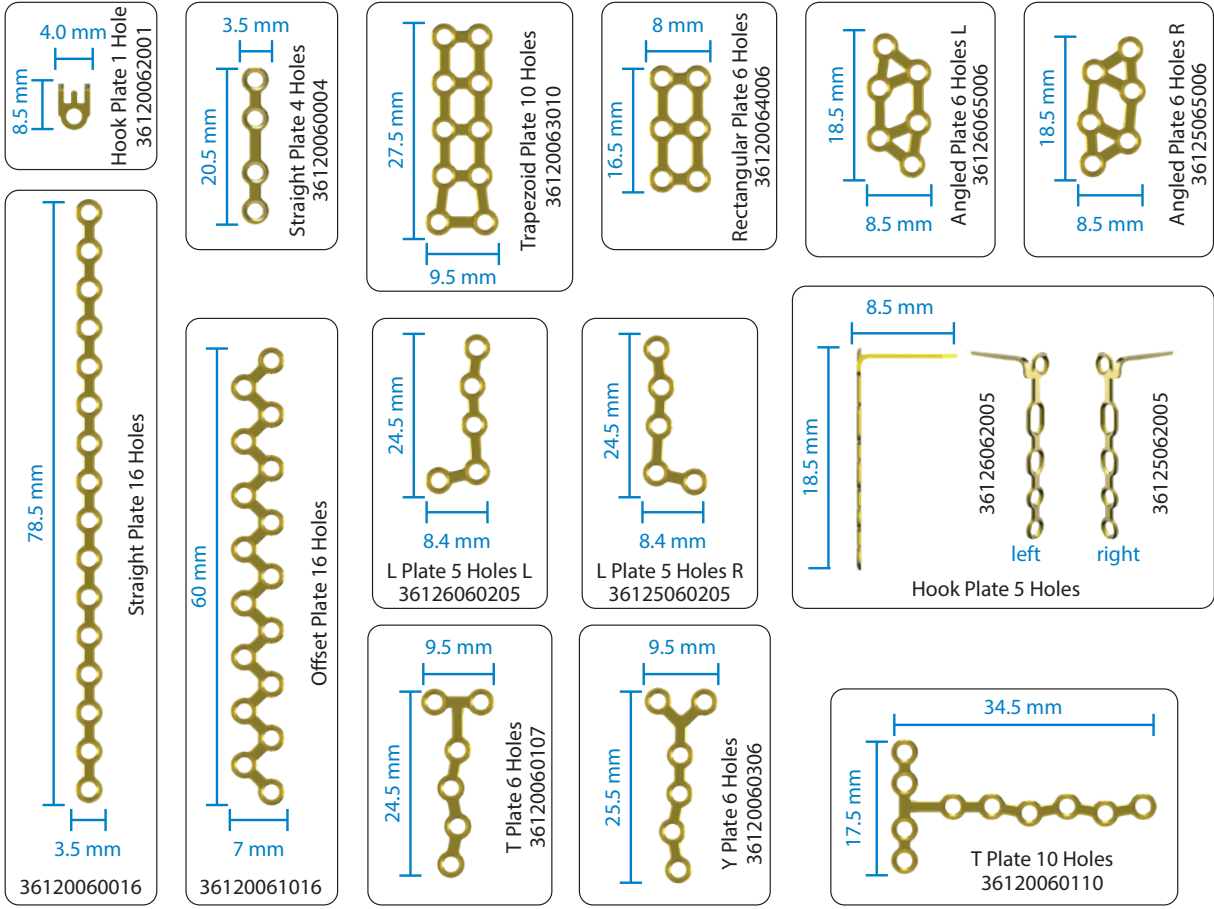 4.0 mm
8.5 mm
Hook Plate 1 Hole
36120062001
3.5 mm
20.5 mm
Straight Plate 4 Holes
36120060004
27.5 mm
9.5 mm
Trapezoid Plate 10 Holes
36120063010
8 mm
16.5 mm
Rectangular Plate 6 Holes
36120064006
18.5 mm
8.5 mm
Angled Plate 6 Holes L
36126065006
18.5 mm
8.5 mm
Angled Plate 6 Holes R
36125065006
78.5 mm
3.5 mm
Straight Plate 16 Holes
36120060016
60 mm
7 mm
Offset Plate 16 Holes
36120061016
24.5 mm
8.4 mm
L Plate 5 Holes L
36126060205
24.5 mm
8.4 mm
L Plate 5 Holes R
36125060205
8.5 mm
18.5 mm
36126062005
36125062005
left
right
Hook Plate 5 Holes
9.5 mm
24.5 mm
T Plate 6 Holes
36120060107
9.5 mm
25.5 mm
Y Plate 6 Holes
36120060306
34.5 mm
17.5 mm
T Plate 10 Holes
36120060110